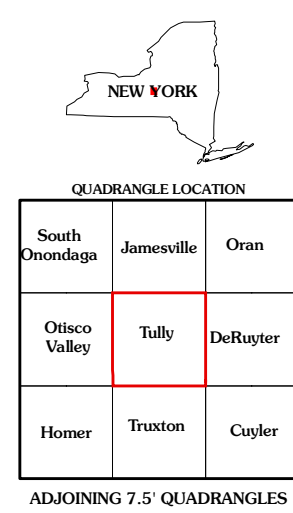 NEW YORK
QUADRANGLE LOCATION
South
Onondaga
Jamesville
Oran
Otisco
Valley
Tully
DeRuyter
Homer
Truxton
Cuyler
ADJOINING 7.5' QUADRANGLES